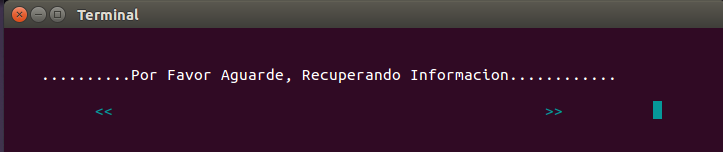 Terminal
..........Por Favor Aguarde, Recuperando Informacion............
<< >>